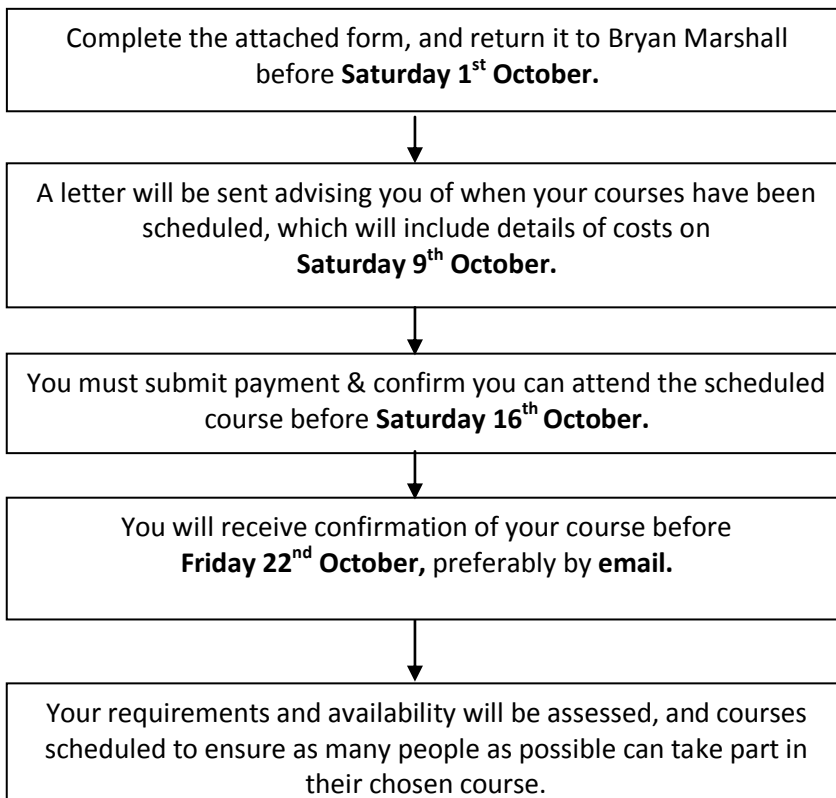 Complete the attached form, and return it to Bryan Marshall
before Saturday 1st October.
A letter will be sent advising you of when your courses have been
scheduled, which will include details of costs on
Saturday 9th October.
You must submit payment & confirm you can attend the scheduled
course before Saturday 16th October.
You will receive confirmation of your course before
Friday 22nd October, preferably by email.
Your requirements and availability will be assessed, and courses
scheduled to ensure as many people as possible can take part in
their chosen course.